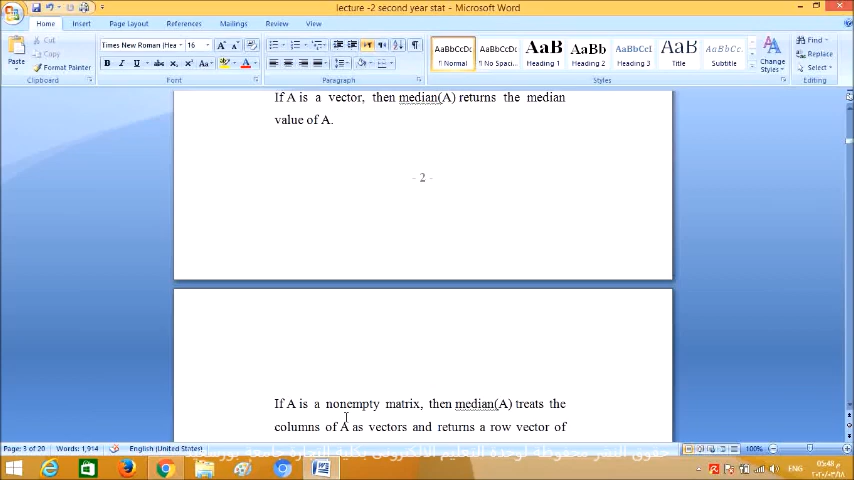 lecture -2 second year stat - Microsoft Word
Home Insert Page Layout References Mailings Review View
Paste
Cut
Copy
Format Painter
Clipboard
Times New Roman (Hea 16
Font
Paragraph
AaBbCcDc AaBbCcDc AaB AaBb AaBbCcI AaB AaBbCcL
¶ Normal ¶ No Spaci... Heading 1 Heading 2 Heading 3 Title Subtitle
Change Styles
Styles
Find
Replace
Select
Editing
If A is a vector, then median(A) returns the median
value of A.
- 2 -
If A is a nonempty matrix, then median(A) treats the
columns of A as vectors and returns a row vector of
Page: 3 of 20 Words: 1,914 English (United States) 100%
ENG